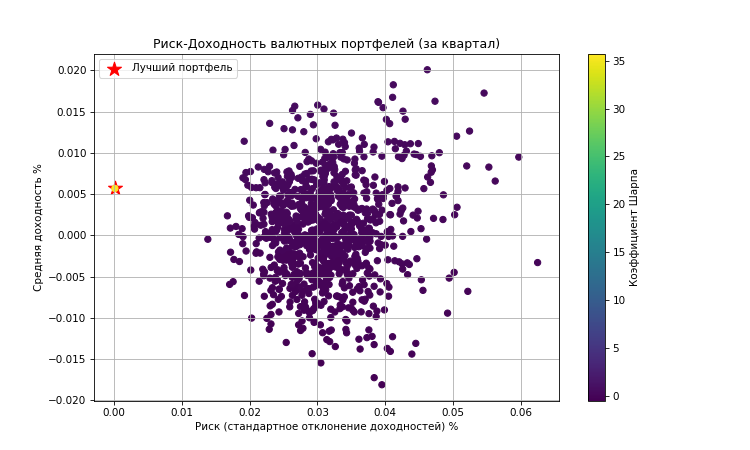 Риск-Доходность валютных портфелей (за квартал)
Лучший портфель
Средняя доходность %
0.020
0.015
0.010
0.005
0.000
−0.005
−0.010
−0.015
−0.020
0.00 0.01 0.02 0.03 0.04 0.05 0.06
Риск (стандартное отклонение доходностей) %
35
30
25
20
15
10
5
0
Коэффициент Шарпа